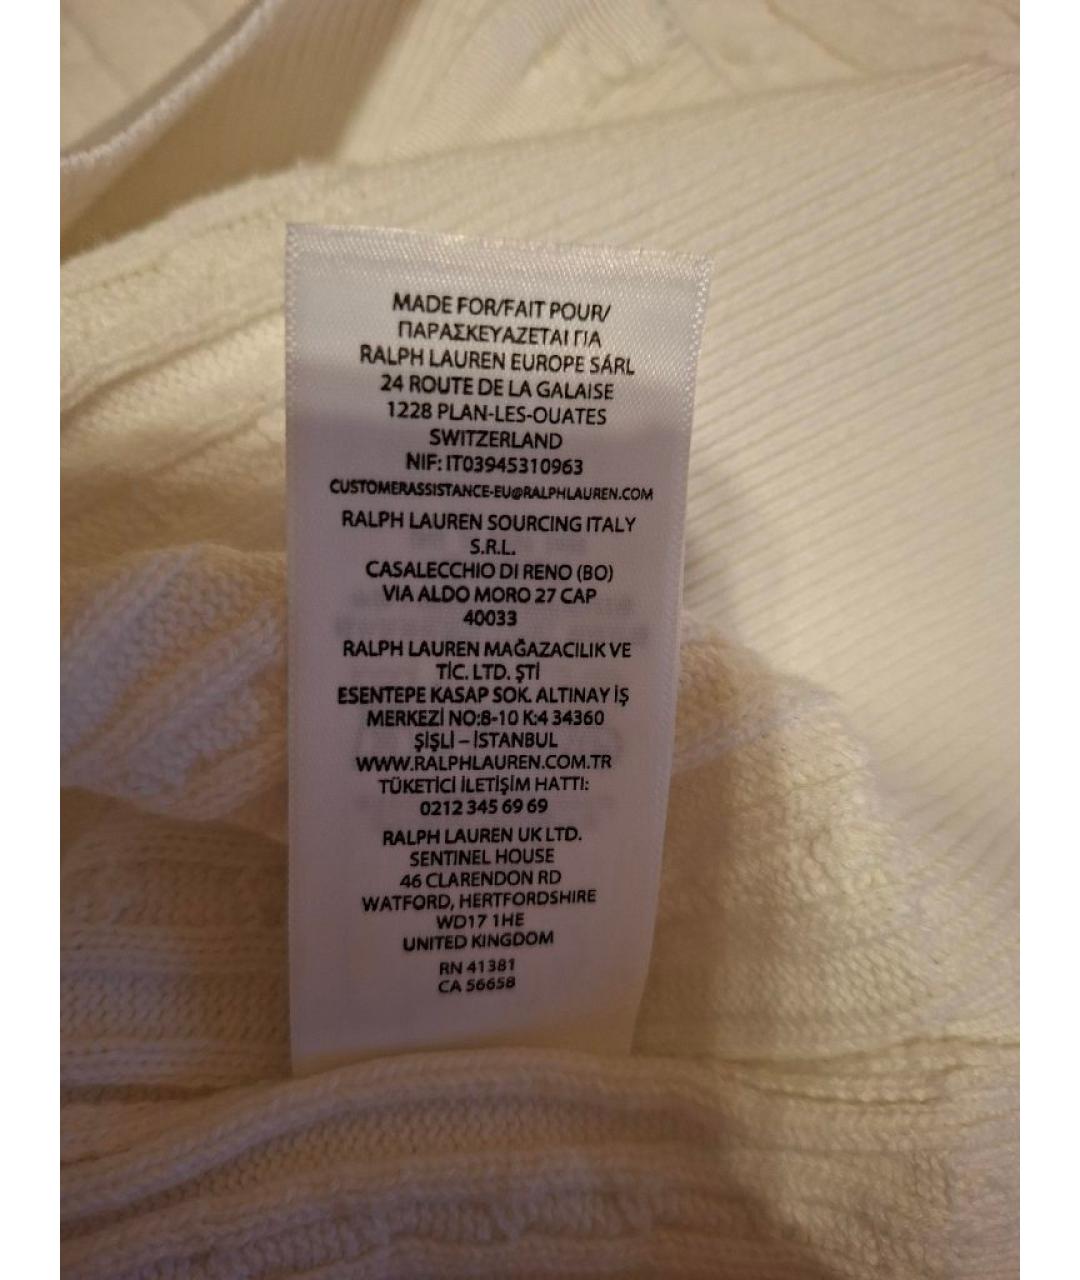 MADE FOR/FAIT POUR/
ΠΑΡΑΣΚΕΥΑΖΕΤΑΙ ΓΙΑ
RALPH LAUREN EUROPE SÁRL
24 ROUTE DE LA GALAISE
1228 PLAN-LES-OUATES
SWITZERLAND
NIF: IT03945310963
CUSTOMERASSISTANCE-EU@RALPHLAUREN.COM
RALPH LAUREN SOURCING ITALY
S.R.L.
CASALECCHIO DI RENO (BO)
VIA ALDO MORO 27 CAP
40033
RALPH LAUREN MAĞAZACILIK VE
TİC. LTD. ŞTİ
ESENTEPE KASAP SOK. ALTINAY İŞ
MERKEZİ NO:8-10 K:4 34360
ŞİŞLİ – İSTANBUL
WWW.RALPHLAUREN.COM.TR
TÜKETİCİ İLETİŞİM HATTI:
0212 345 69 69
RALPH LAUREN UK LTD.
SENTINEL HOUSE
46 CLARENDON RD
WATFORD, HERTFORDSHIRE
WD17 1HE
UNITED KINGDOM
RN 41381
CA 56658